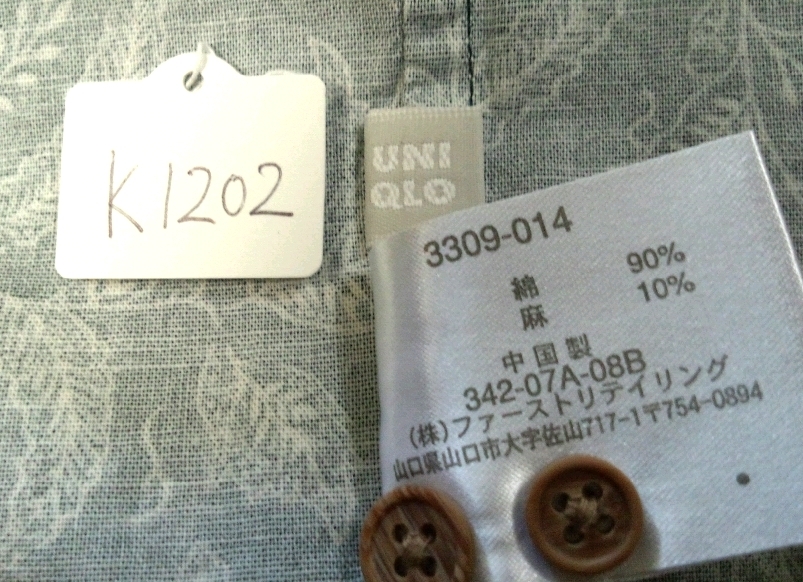 K1202
UNI
QLO
3309-014
綿 90%
麻 10%
中国製
342-07A-08B
(株)ファーストリテイリング
山口県山口市大字佐山717-1〒754-0894